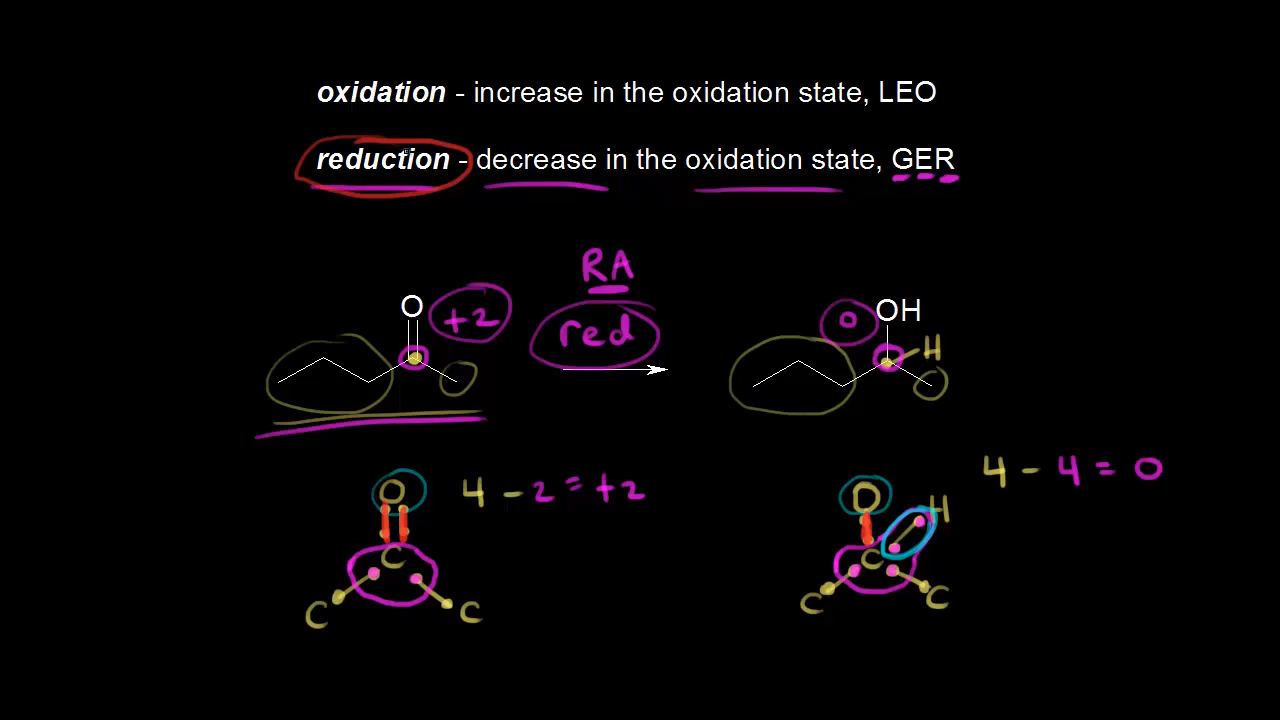 oxidation - increase in the oxidation state, LEO
reduction - decrease in the oxidation state, GER
RA
red
O
+2
O
OH
H
4 - 2 = +2
4 - 4 = 0
O
C
C
C
O
H
C
C
C